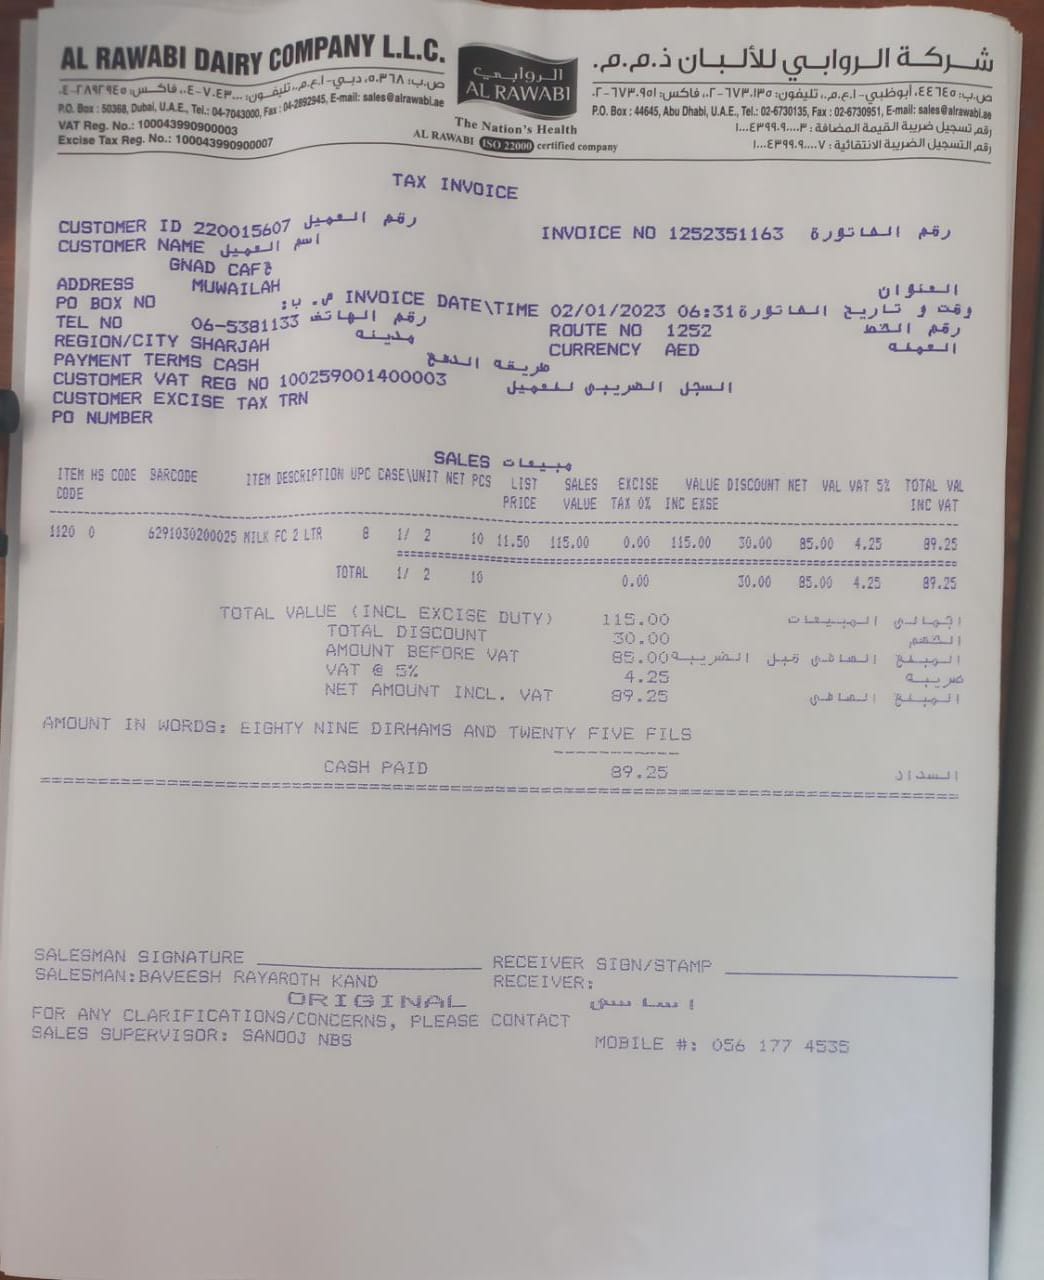 AL RAWABI DAIRY COMPANY L.L.C.
ص.ب: ٥٠٣٦٨، دبي-ا.ع.م.، تليفون: ٧٠٤٣٠٠٠-٠٤، فاكس: ٢٨٩٢٩٤٥-٠٤
P.O. Box : 50368, Dubai, U.A.E., Tel.: 04-7043000, Fax : 04-2892945, E-mail: sales@alrawabi.ae
VAT Reg. No.: 100043990900003
Excise Tax Reg. No.: 100043990900007
الروابي
AL RAWABI
The Nation's Health
AL RAWABI ISO 22000 certified company
شركة الروابي للألبان ذ.م.م.
ص.ب: ٤٤٦٤٥، أبوظبي-ا.ع.م.، تليفون: ٦٧٣٠١٣٥-٠٢، فاكس: ٦٧٣٠٩٥١-٠٢
P.O. Box : 44645, Abu Dhabi, U.A.E., Tel.: 02-6730135, Fax : 02-6730951, E-mail: sales@alrawabi.ae
رقم تسجيل ضريبة القيمة المضافة : ١٠٠٠٤٣٩٩٠٩٠٠٠٠٣
رقم التسجيل الضريبة الانتقائية : ١٠٠٠٤٣٩٩٠٩٠٠٠٠٧
TAX INVOICE
CUSTOMER ID 220015607 رقم العميل
INVOICE NO 1252351163 رقم الفاتورة
CUSTOMER NAME اسم العميل
GNAD CAF
ADDRESS MUWAILAH العنوان
PO BOX NO م. ب: INVOICE DATE\TIME 02/01/2023 06:31 وقت و تاريخ الفاتورة
TEL NO 06-5381133 رقم الهاتف ROUTE NO 1252 رقم الخط
REGION/CITY SHARJAH مدينه CURRENCY AED العمله
PAYMENT TERMS CASH طريقه الدفع
CUSTOMER VAT REG NO 100259001400003 السجل الضريبي للعميل
CUSTOMER EXCISE TAX TRN
PO NUMBER
SALES مبيعات
ITEM HS CODE BARCODE ITEM DESCRIPTION UPC CASE\UNIT NET PCS LIST SALES EXCISE VALUE DISCOUNT NET VAL VAT 5% TOTAL VAL
CODE PRICE VALUE TAX 0% INC EXSE INC VAT
1120 0 6291030200025 MILK FC 2 LTR 8 1/ 2 10 11.50 115.00 0.00 115.00 30.00 85.00 4.25 89.25
TOTAL 1/ 2 10 0.00 30.00 85.00 4.25 89.25
TOTAL VALUE (INCL EXCISE DUTY) 115.00 اجمالي المبيعات
TOTAL DISCOUNT 30.00 الخصم
AMOUNT BEFORE VAT 85.00 المبلغ الصافي قبل الضريبه
VAT @ 5% 4.25 ضريبه
NET AMOUNT INCL. VAT 89.25 المبلغ الصافي
AMOUNT IN WORDS: EIGHTY NINE DIRHAMS AND TWENTY FIVE FILS
CASH PAID 89.25 السداد
SALESMAN SIGNATURE RECEIVER SIGN/STAMP
SALESMAN:BAVEESH RAYAROTH KAND RECEIVER:
ORIGINAL اساسي
FOR ANY CLARIFICATIONS/CONCERNS, PLEASE CONTACT
SALES SUPERVISOR: SANOOJ NBS MOBILE #: 056 177 4535